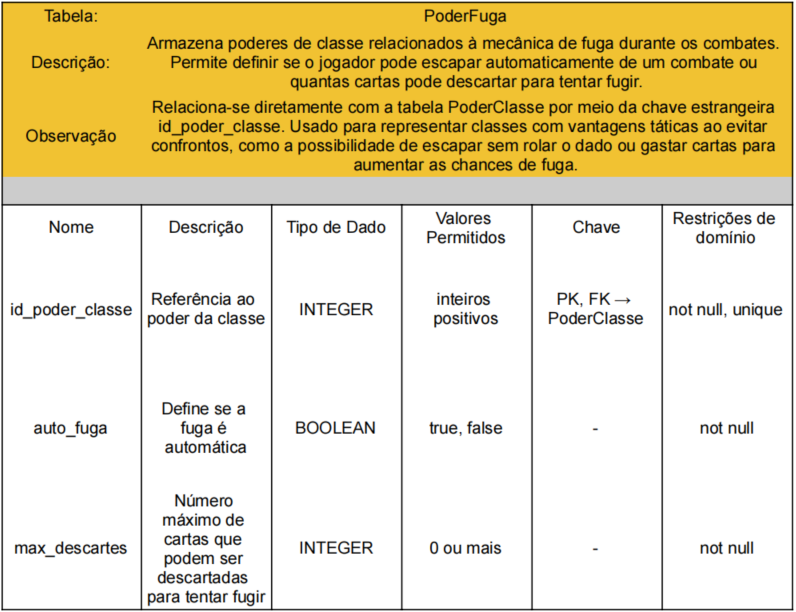 Tabela:
PoderFuga
Descrição:
Armazena poderes de classe relacionados à mecânica de fuga durante os combates.
Permite definir se o jogador pode escapar automaticamente de um combate ou
quantas cartas pode descartar para tentar fugir.
Observação
Relaciona-se diretamente com a tabela PoderClasse por meio da chave estrangeira
id_poder_classe. Usado para representar classes com vantagens táticas ao evitar
confrontos, como a possibilidade de escapar sem rolar o dado ou gastar cartas para
aumentar as chances de fuga.
Nome
Descrição
Tipo de Dado
Valores
Permitidos
Chave
Restrições de
domínio
id_poder_classe
Referência ao
poder da classe
INTEGER
inteiros
positivos
PK, FK →
PoderClasse
not null, unique
auto_fuga
Define se a
fuga é
automática
BOOLEAN
true, false
-
not null
max_descartes
Número
máximo de
cartas que
podem ser
descartadas
para tentar fugir
INTEGER
0 ou mais
-
not null